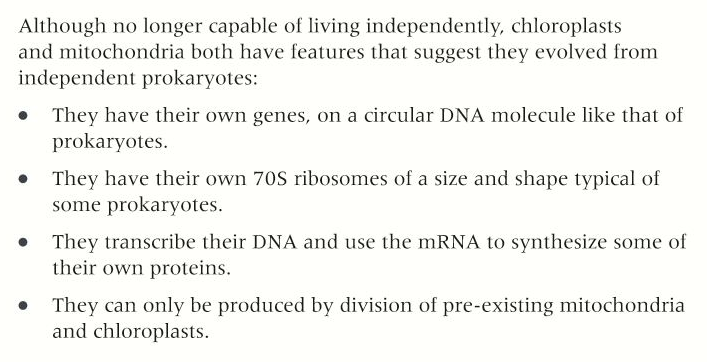 Although no longer capable of living independently, chloroplasts
and mitochondria both have features that suggest they evolved from
independent prokaryotes:
• They have their own genes, on a circular DNA molecule like that of
prokaryotes.
• They have their own 70S ribosomes of a size and shape typical of
some prokaryotes.
• They transcribe their DNA and use the mRNA to synthesize some of
their own proteins.
• They can only be produced by division of pre-existing mitochondria
and chloroplasts.